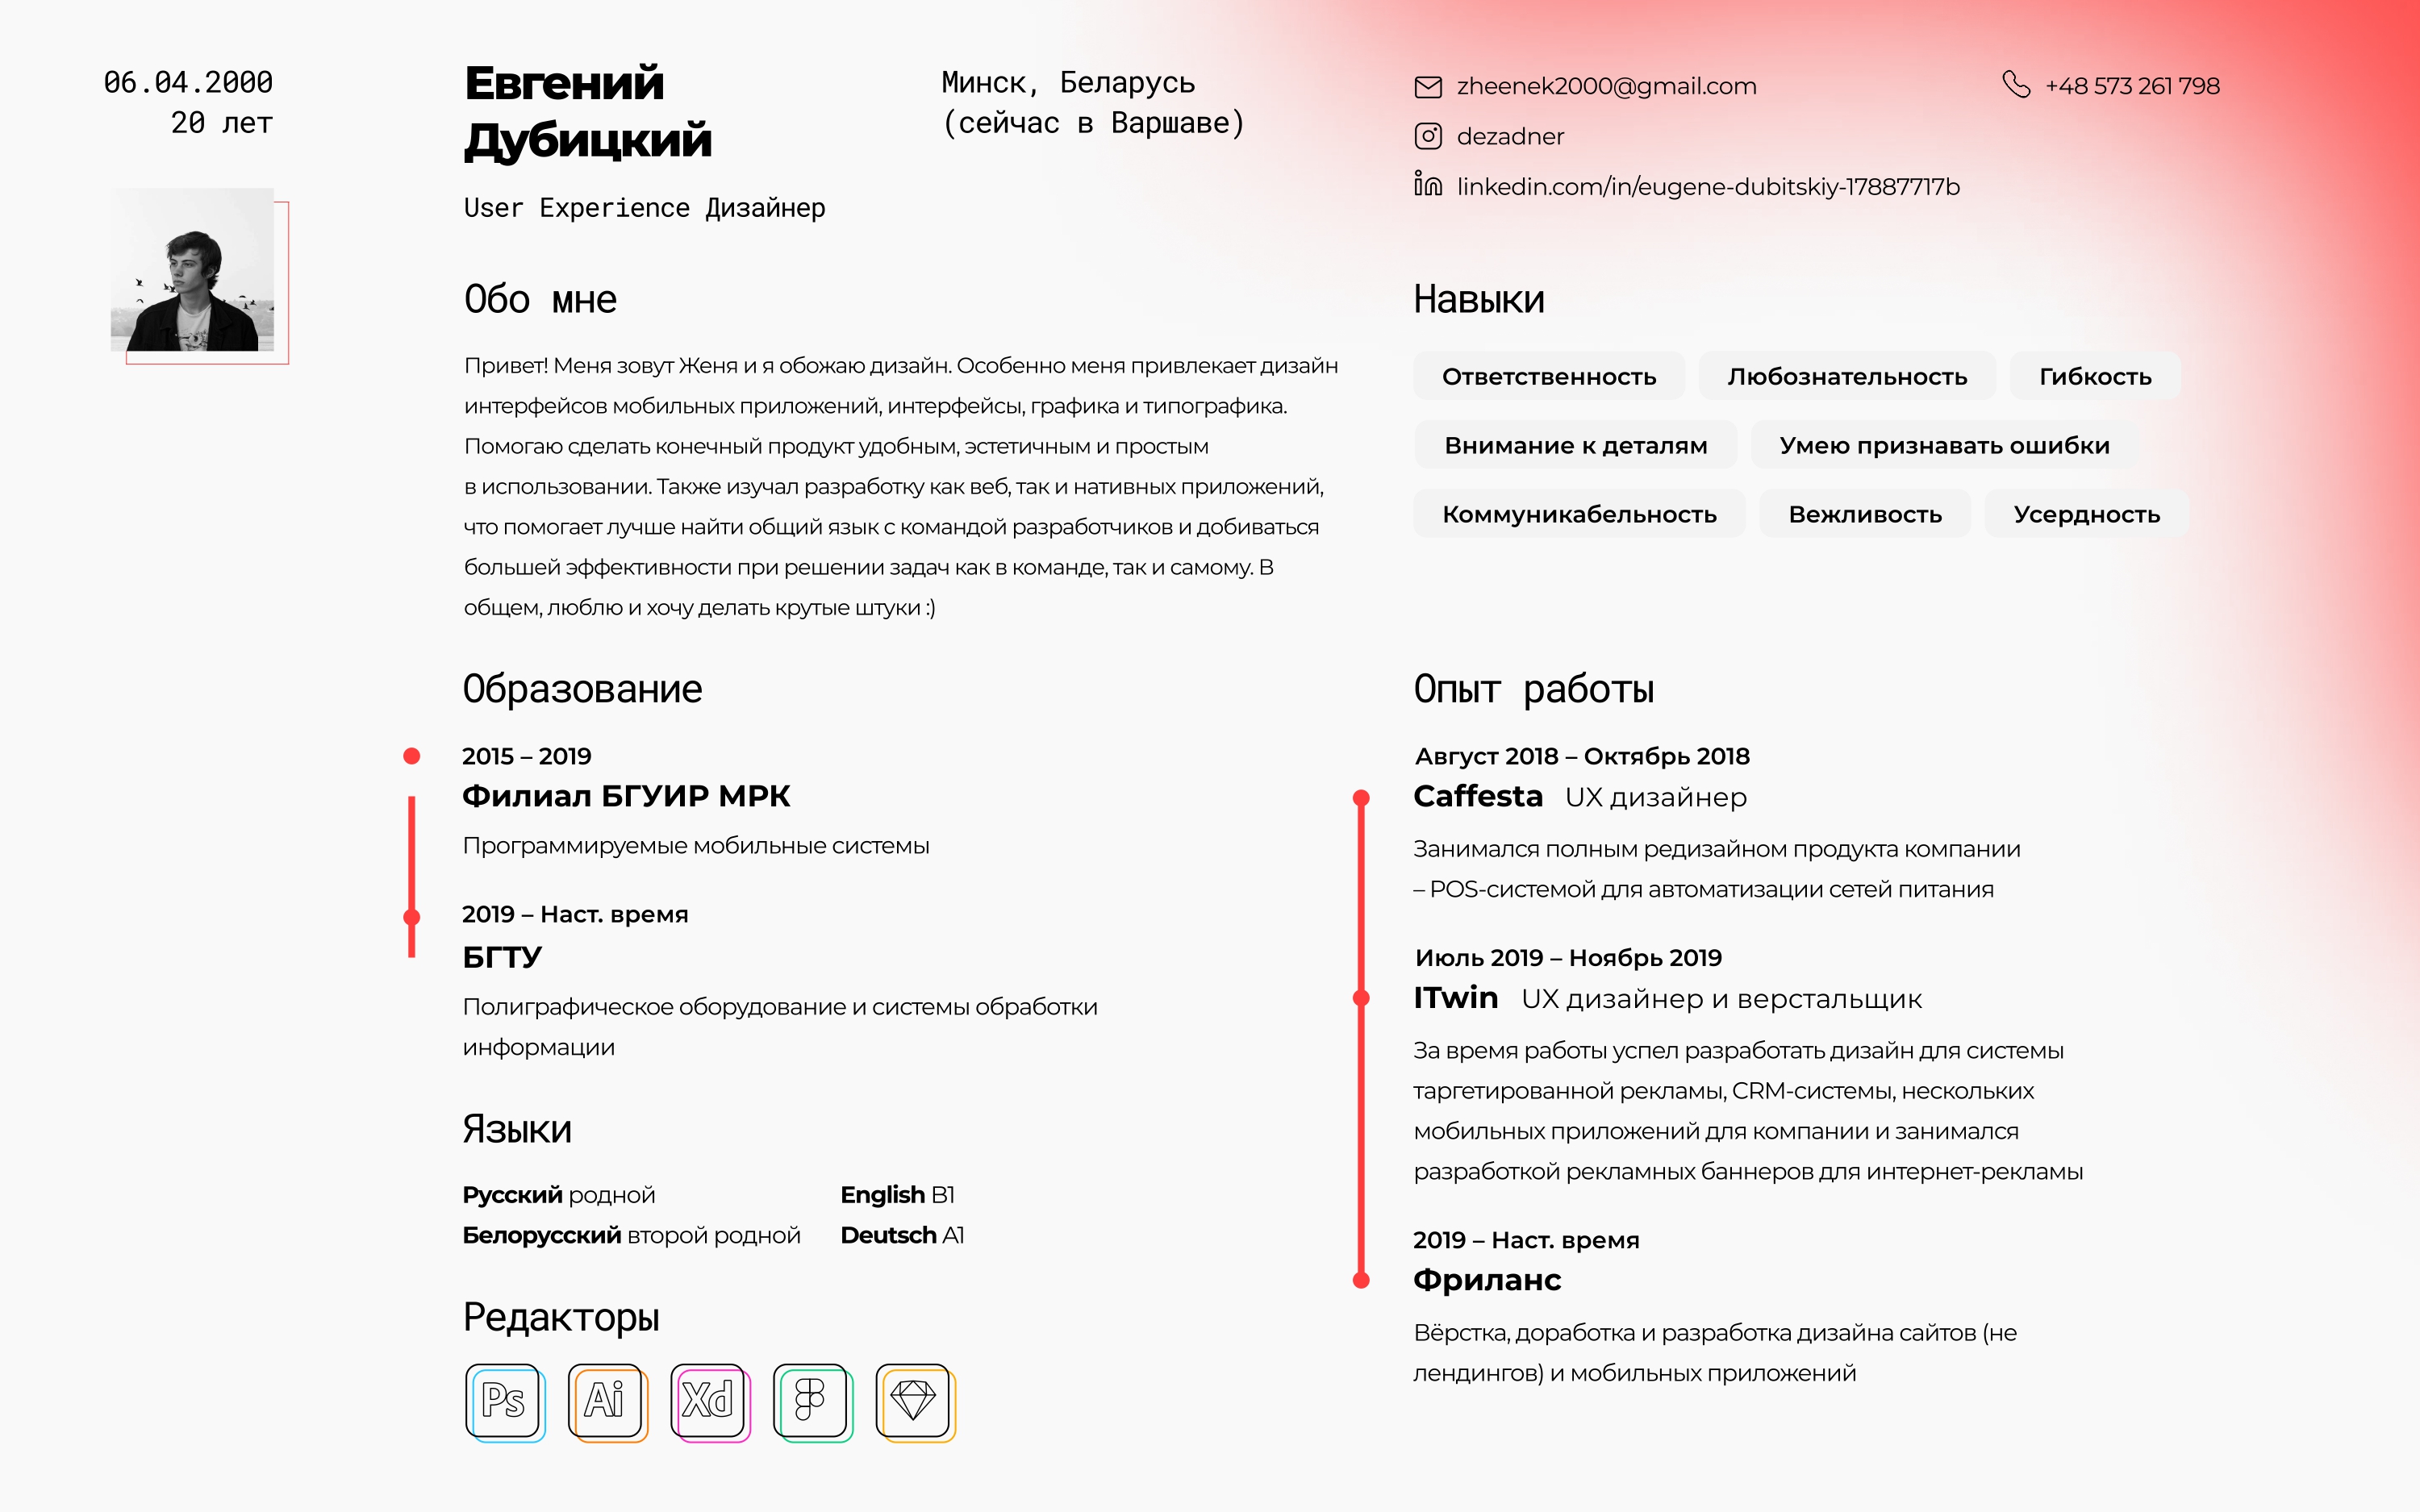 06.04.2000
20 лет
Евгений
Дубицкий
User Experience Дизайнер
Минск, Беларусь
(сейчас в Варшаве)
zheenek2000@gmail.com
+48 573 261 798
dezadner
linkedin.com/in/eugene-dubitskiy-17887717b
Обо мне
Привет! Меня зовут Женя и я обожаю дизайн. Особенно меня привлекает дизайн
интерфейсов мобильных приложений, интерфейсы, графика и типографика.
Помогаю сделать конечный продукт удобным, эстетичным и простым
в использовании. Также изучал разработку как веб, так и нативных приложений,
что помогает лучше найти общий язык с командой разработчиков и добиваться
большей эффективности при решении задач как в команде, так и самому. В
общем, люблю и хочу делать крутые штуки :)
Навыки
Ответственность Любознательность Гибкость
Внимание к деталям Умею признавать ошибки
Коммуникабельность Вежливость Усердность
Образование
2015 – 2019
Филиал БГУИР МРК
Программируемые мобильные системы
2019 – Наст. время
БГТУ
Полиграфическое оборудование и системы обработки
информации
Языки
Русский родной English B1
Белорусский второй родной Deutsch A1
Редакторы
Ps Ai Xd
Опыт работы
Август 2018 – Октябрь 2018
Caffesta UX дизайнер
Занимался полным редизайном продукта компании
– POS-системой для автоматизации сетей питания
Июль 2019 – Ноябрь 2019
ITwin UX дизайнер и верстальщик
За время работы успел разработать дизайн для системы
таргетированной рекламы, CRM-системы, нескольких
мобильных приложений для компании и занимался
разработкой рекламных баннеров для интернет-рекламы
2019 – Наст. время
Фриланс
Вёрстка, доработка и разработка дизайна сайтов (не
лендингов) и мобильных приложений